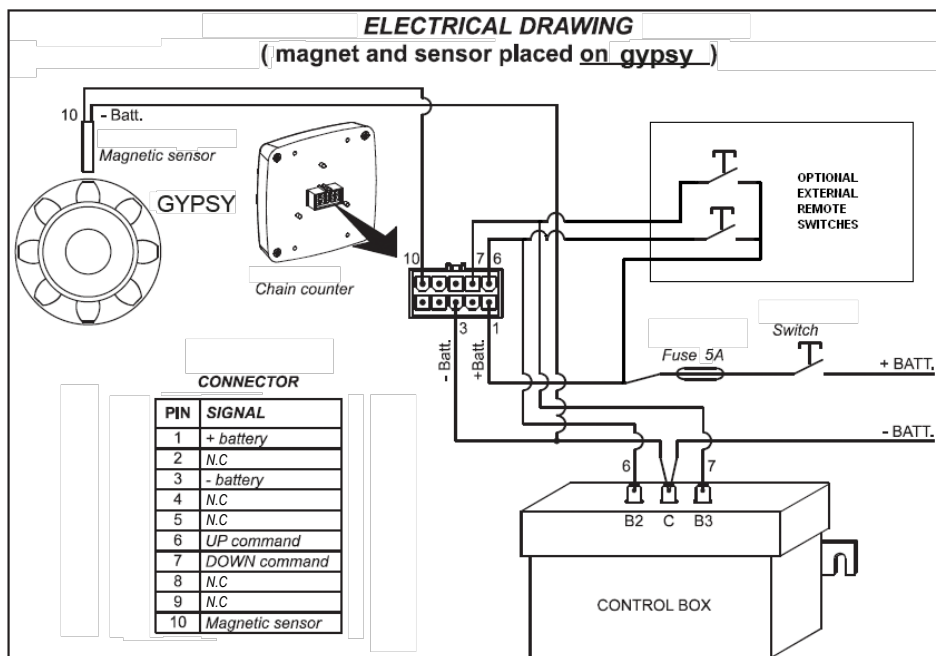 ELECTRICAL DRAWING
( magnet and sensor placed on gypsy )
10
- Batt.
Magnetic sensor
GYPSY
Chain counter
10
7
6
3
1
- Batt.
+Batt.
OPTIONAL
EXTERNAL
REMOTE
SWITCHES
Switch
Fuse 5A
+ BATT.
- BATT.
CONNECTOR
PIN SIGNAL
1 + battery
2 N.C
3 - battery
4 N.C
5 N.C
6 UP command
7 DOWN command
8 N.C
9 N.C
10 Magnetic sensor
6
7
B2 C B3
CONTROL BOX